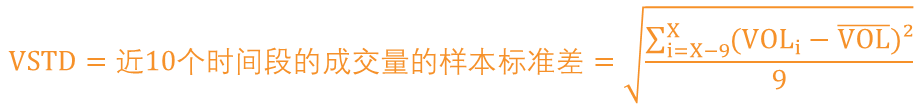 VSTD = 近10个时间段的成交量的样本标准差 = √(∑_{i=X−9}^{X}(VOL_i − \overline{VOL})²/9)